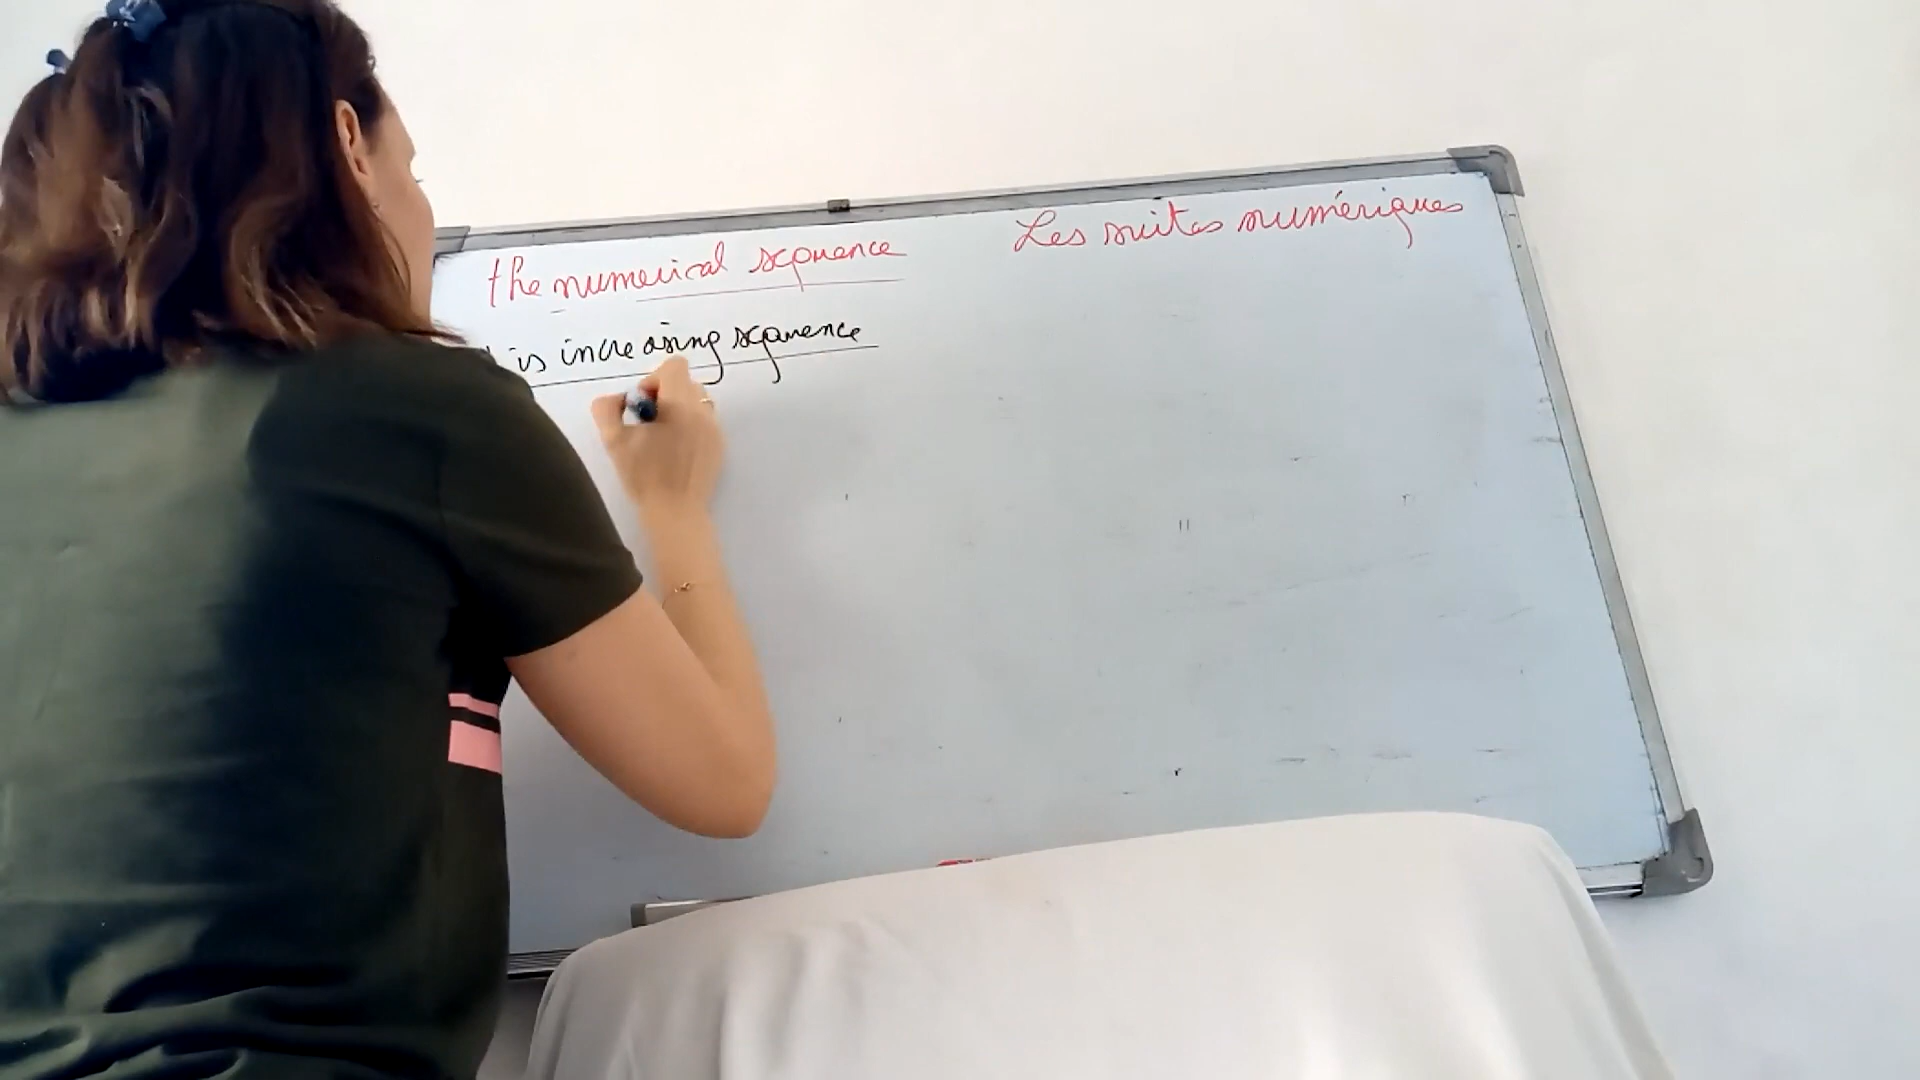 the numerical sequence
Les suites numériques
is increasing sequence